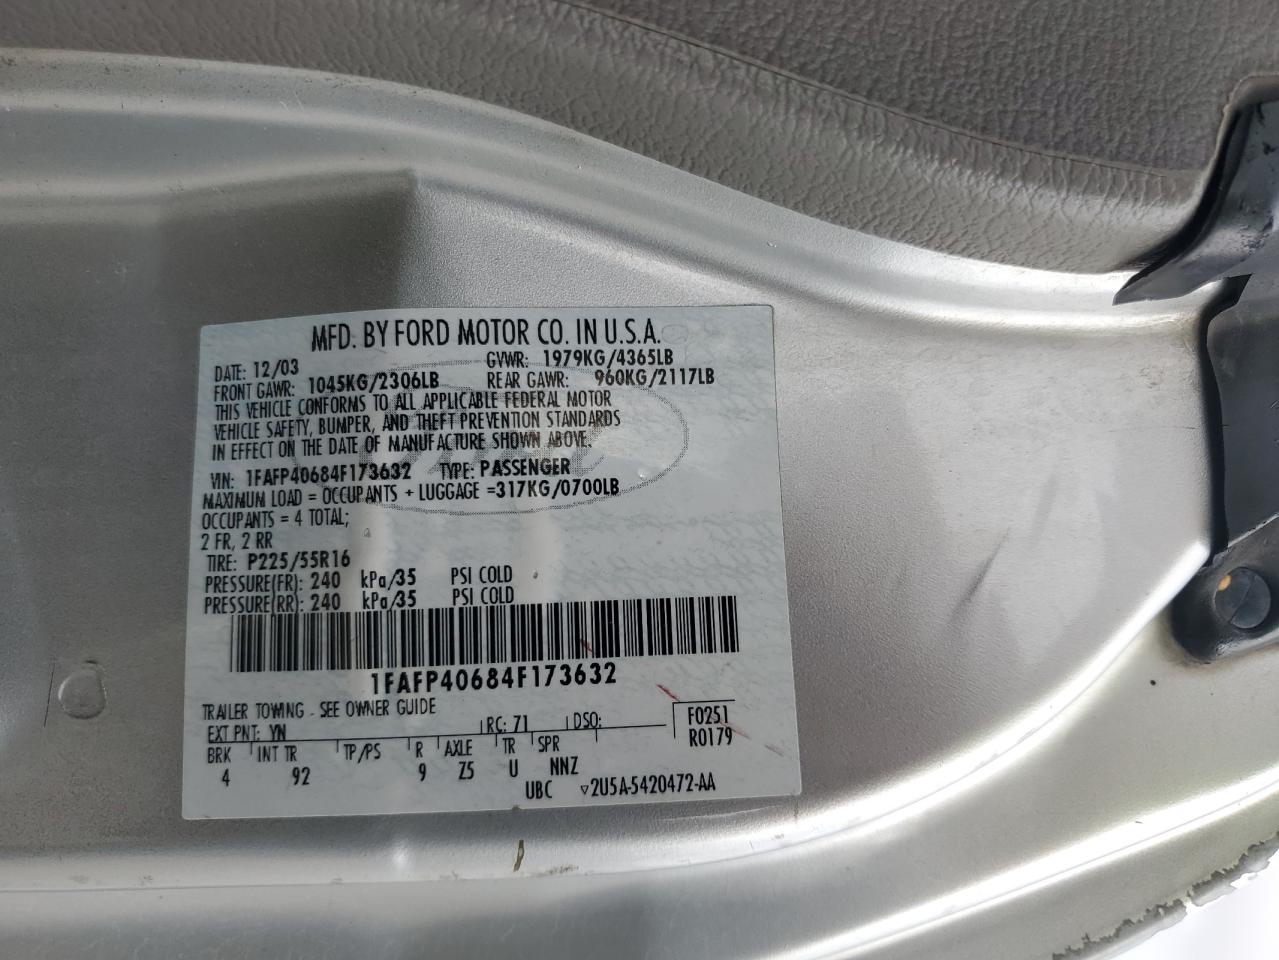 MFD. BY FORD MOTOR CO. IN U.S.A.
DATE: 12/03 GVWR: 1979KG/4365LB
FRONT GAWR: 1045KG/2306LB REAR GAWR: 960KG/2117LB
THIS VEHICLE CONFORMS TO ALL APPLICABLE FEDERAL MOTOR
VEHICLE SAFETY, BUMPER, AND THEFT PREVENTION STANDARDS
IN EFFECT ON THE DATE OF MANUFACTURE SHOWN ABOVE.
VIN: 1FAFP40684F173632 TYPE: PASSENGER
MAXIMUM LOAD = OCCUPANTS + LUGGAGE =317KG/0700LB
OCCUPANTS = 4 TOTAL;
2 FR, 2 RR
TIRE: P225/55R16
PRESSURE(FR): 240 kPa/35 PSI COLD
PRESSURE(RR): 240 kPa/35 PSI COLD
1FAFP40684F173632
TRAILER TOWING - SEE OWNER GUIDE
EXT PNT: YN RC: 71 DSO: F0251
BRK INT TR TP/PS R AXLE TR SPR R0179
4 92 9 Z5 U NNZ
UBC ▽2U5A-5420472-AA